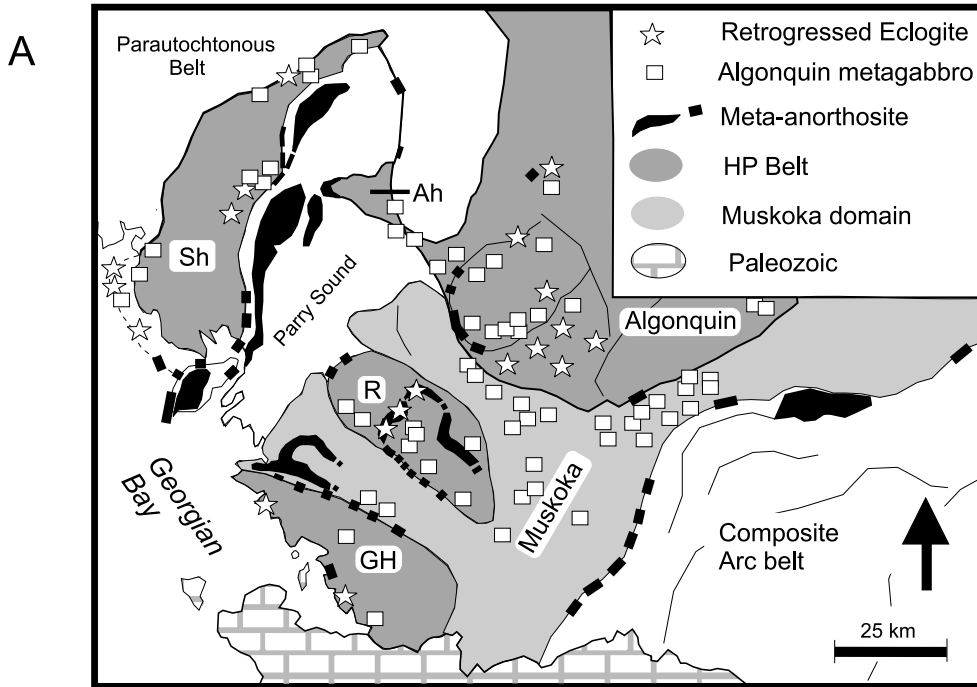 A
Parautochtonous
Belt
Retrogressed Eclogite
Algonquin metagabbro
Meta-anorthosite
HP Belt
Muskoka domain
Paleozoic
Ah
Sh
Parry Sound
Algonquin
R
Georgian
Bay
Muskoka
GH
Composite
Arc belt
25 km